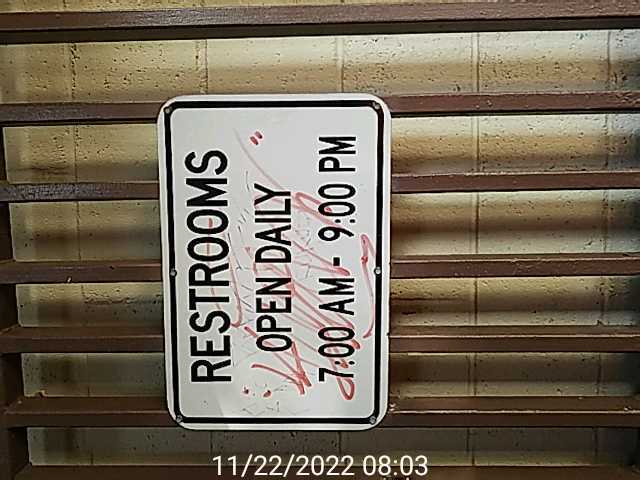 RESTROOMS
OPEN DAILY
7:00 AM - 9:00 PM
11/22/2022 08:03